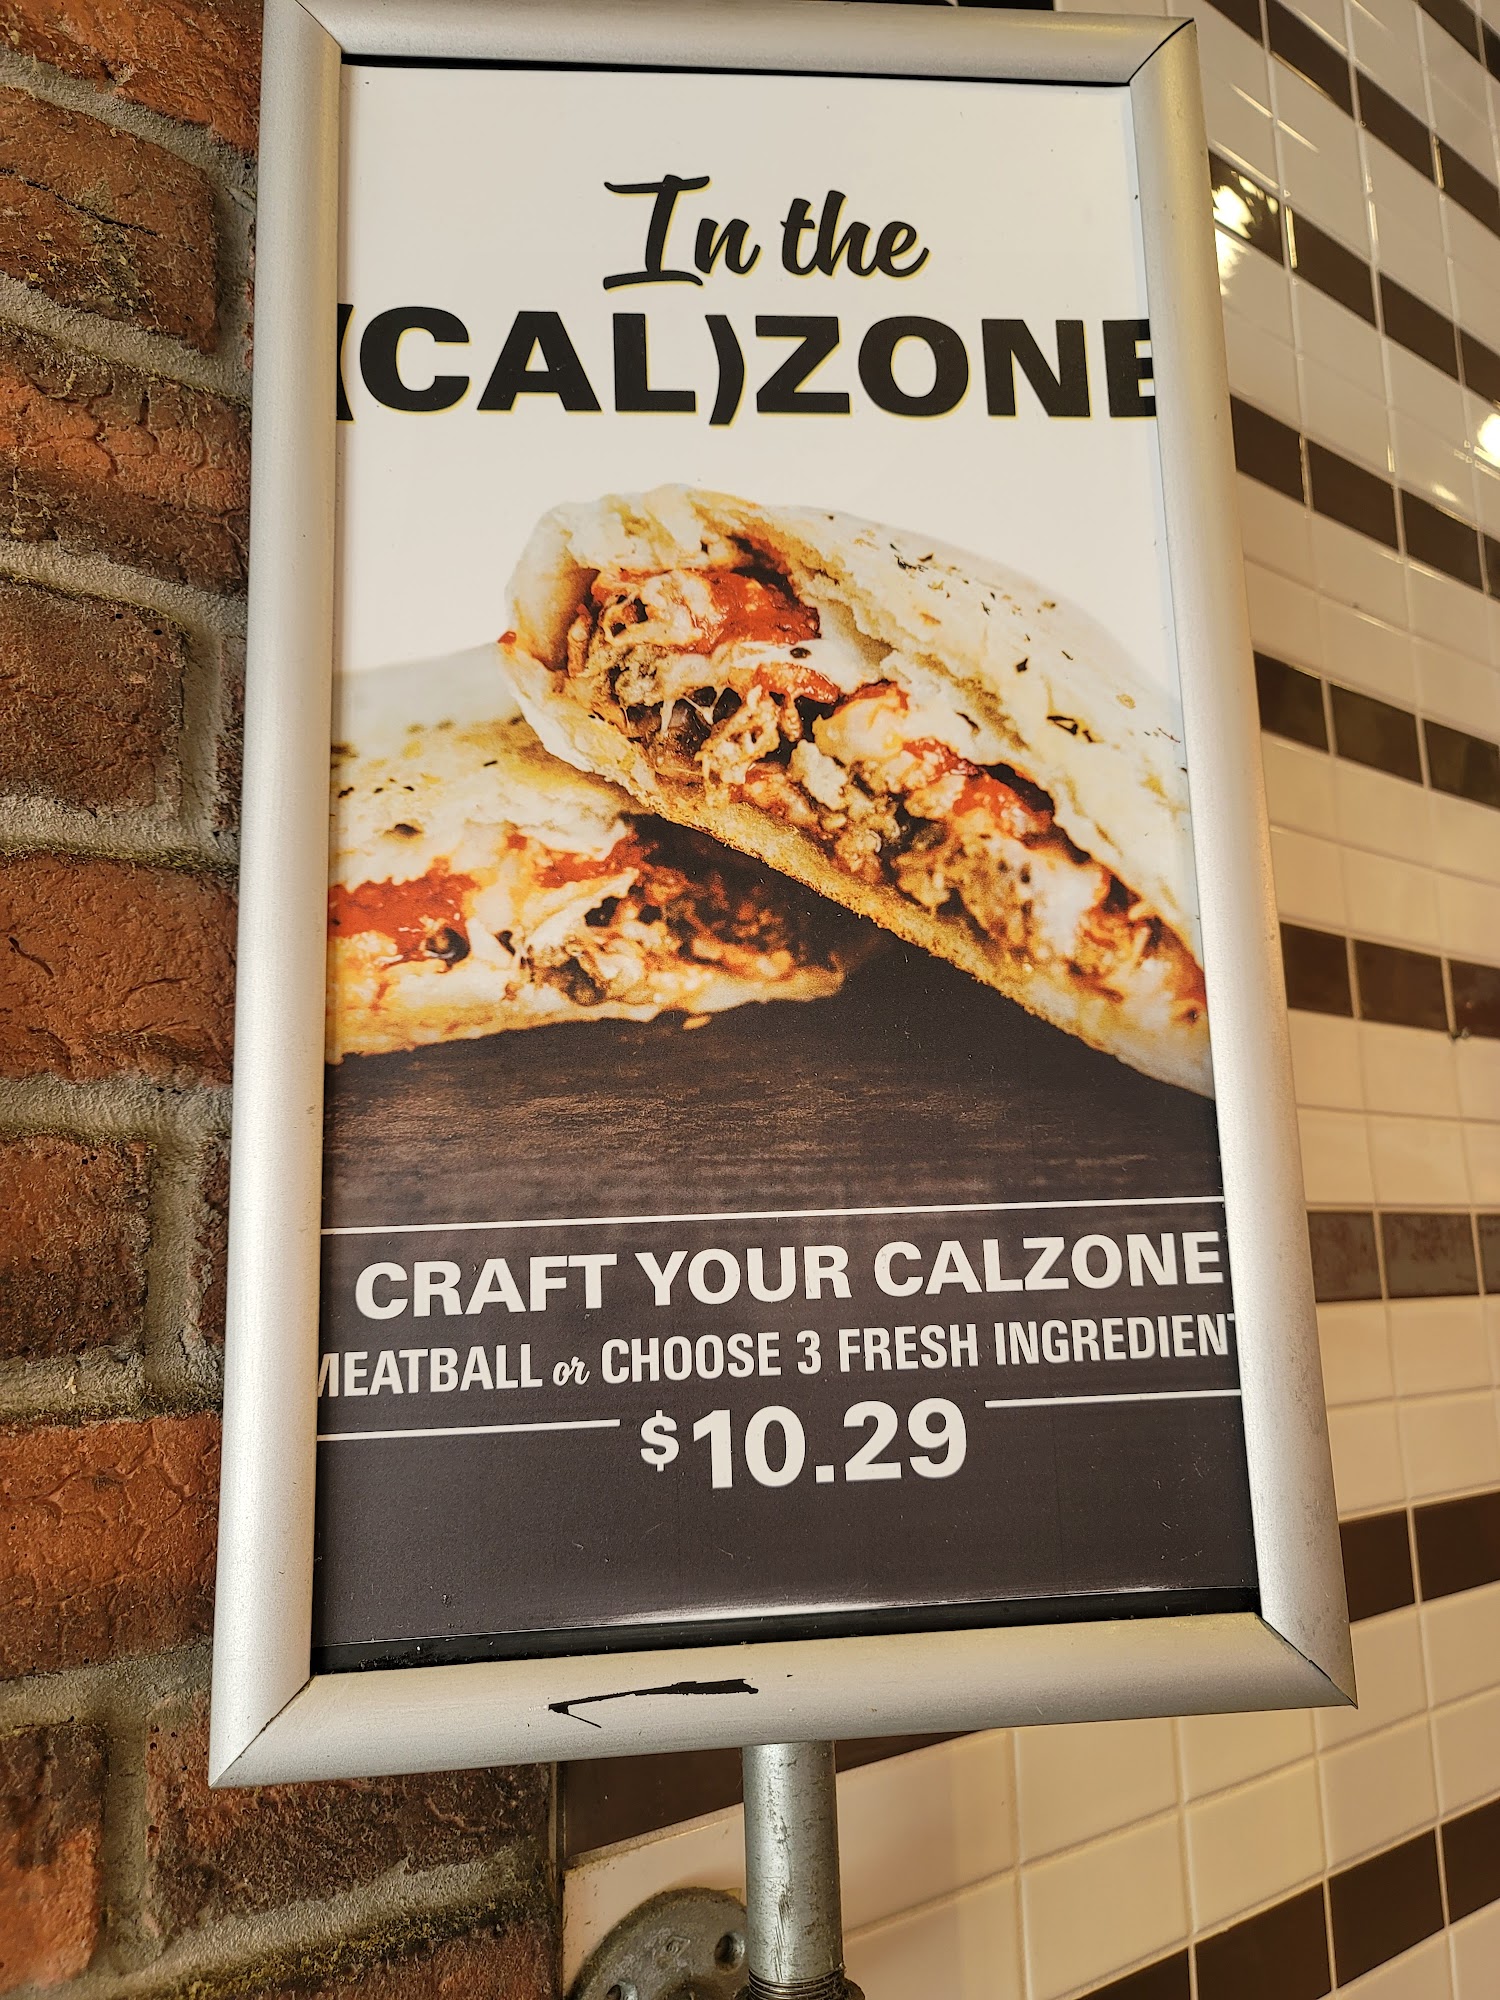 In the
(CAL)ZONE
CRAFT YOUR CALZONE
MEATBALL or CHOOSE 3 FRESH INGREDIENT
$10.29